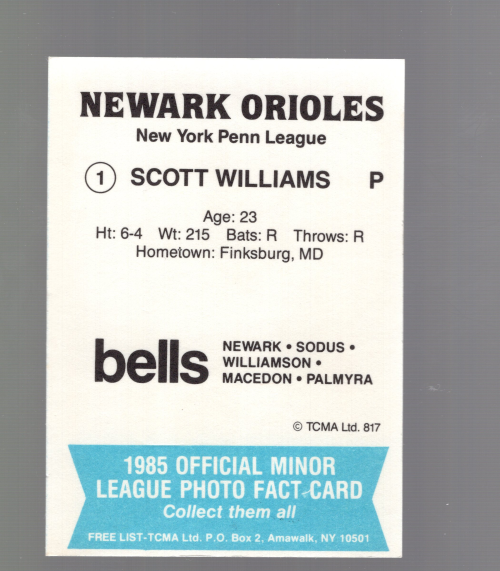 NEWARK ORIOLES
New York Penn League
1 SCOTT WILLIAMS P
Age: 23
Ht: 6-4 Wt: 215 Bats: R Throws: R
Hometown: Finksburg, MD
bells
NEWARK • SODUS •
WILLIAMSON •
MACEDON • PALMYRA
© TCMA Ltd. 817
1985 OFFICIAL MINOR
LEAGUE PHOTO FACT CARD
Collect them all
FREE LIST-TCMA Ltd. P.O. Box 2, Amawalk, NY 10501